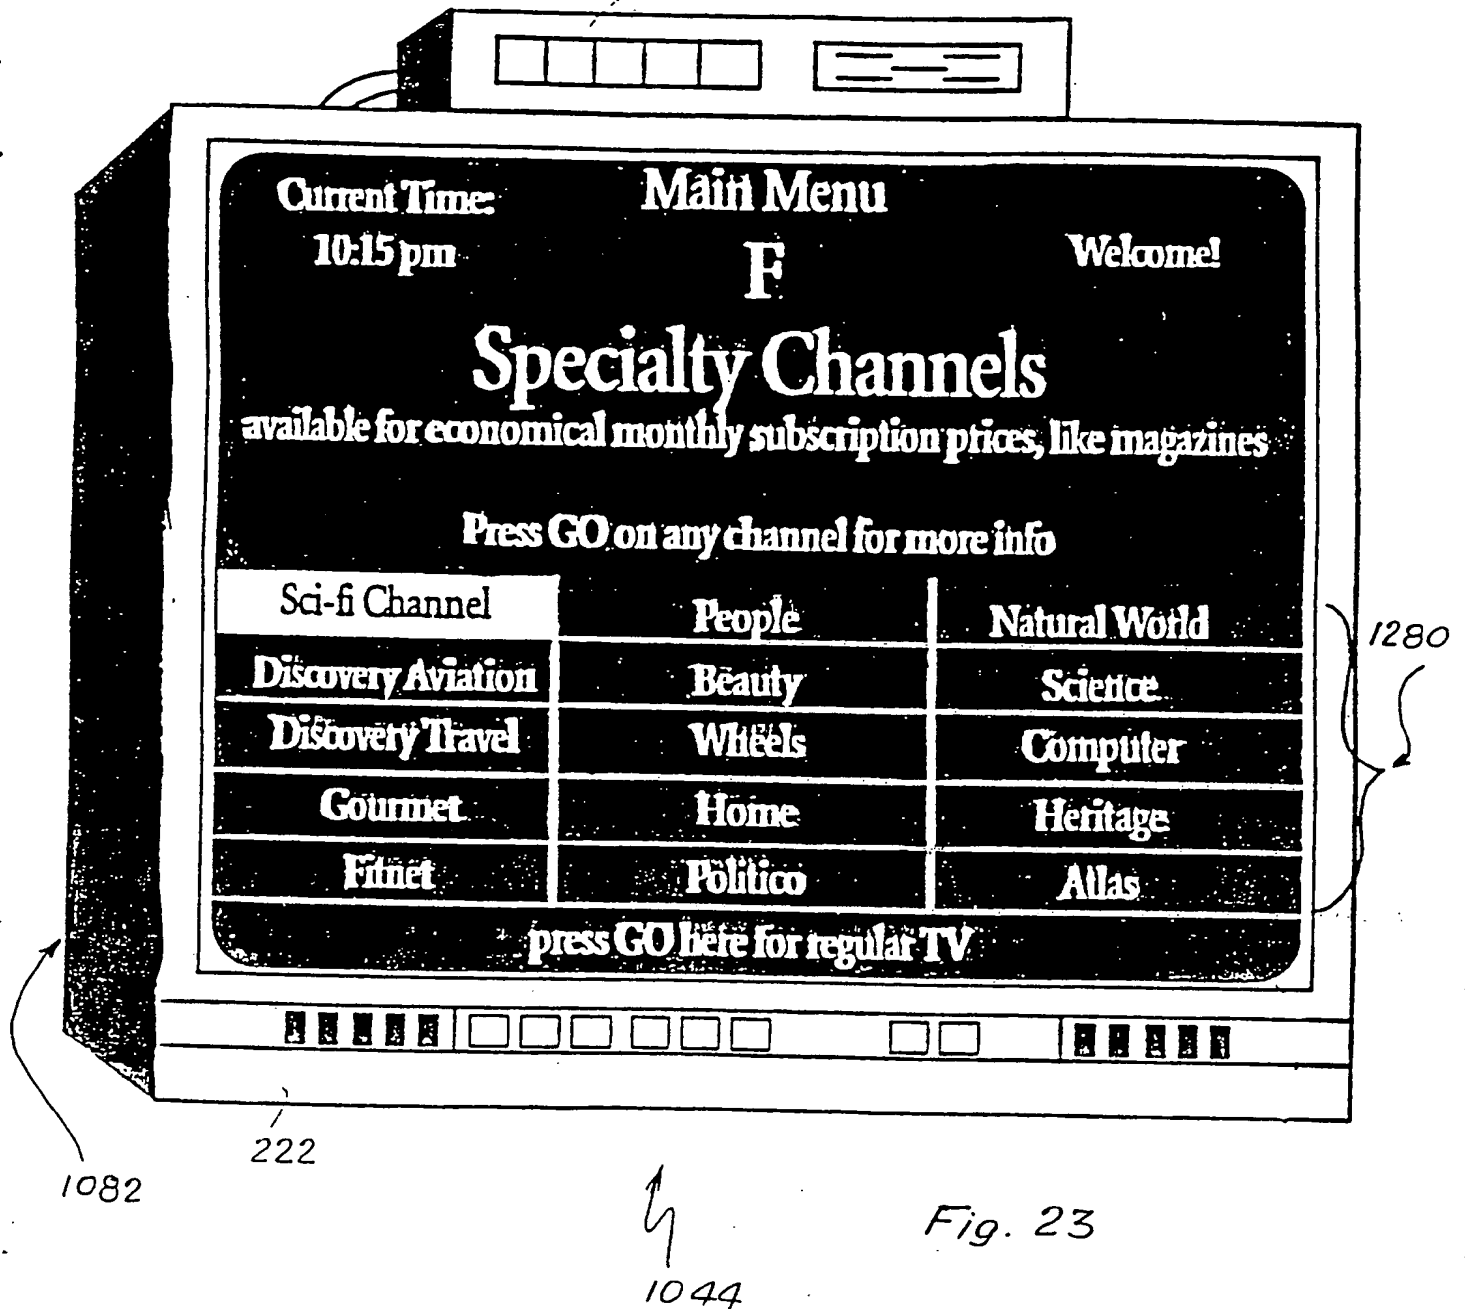 Main Menu
Current Time:
10:15 pm
F
Welcome!
Specialty Channels
available for economical monthly subscription prices, like magazines
Press GO on any channel for more info
Sci-fi Channel People Natural World
Discovery Aviation Beauty Science
Discovery Travel Wheels Computer
Gourmet Home Heritage
Fitnet Politico Atlas
press GO here for regular TV
1280
222
1082
1044
Fig. 23